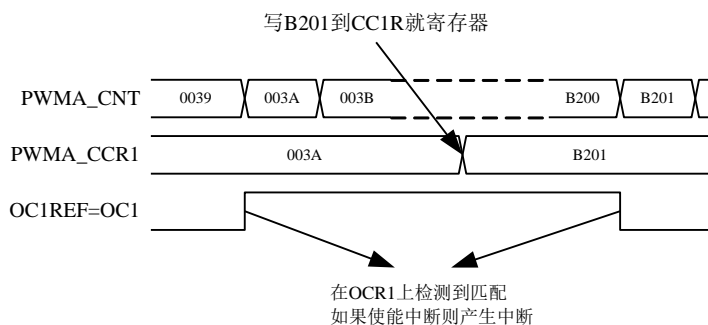 写B201到CC1R就寄存器
PWMA_CNT 0039 003A 003B B200 B201
PWMA_CCR1 003A B201
OC1REF=OC1
在OCR1上检测到匹配
如果使能中断则产生中断